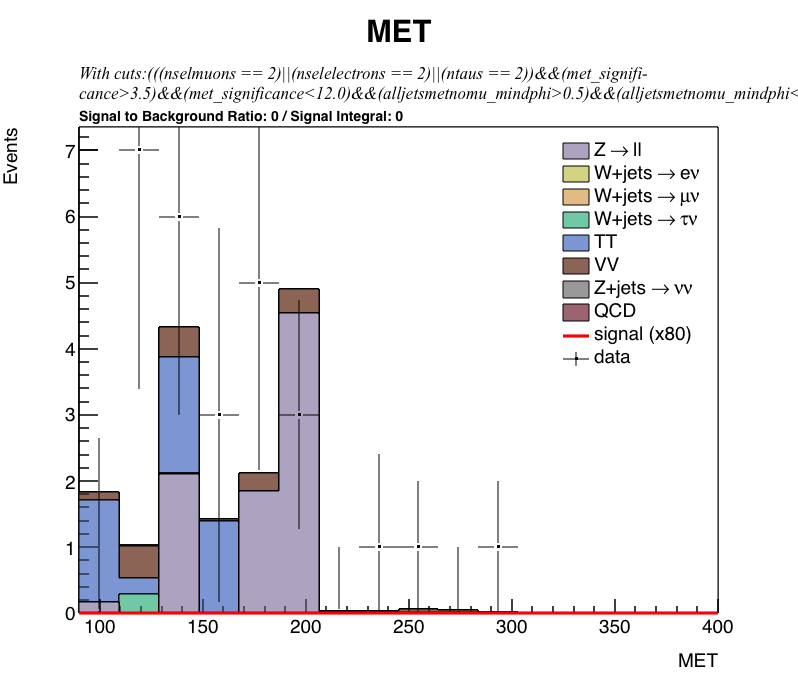 MET
With cuts:(((nselmuons == 2)||(nselelectrons == 2)||(ntaus == 2))&&(met_signifi-
cance>3.5)&&(met_significance<12.0)&&(alljetsmetnomu_mindphi>0.5)&&(alljetsmetnomu_mindphi<
Signal to Background Ratio: 0 / Signal Integral: 0
Events
7
6
5
4
3
2
1
0
Z → ll
W+jets → eν
W+jets → μν
W+jets → τν
TT
VV
Z+jets → νν
QCD
signal (x80)
data
100 150 200 250 300 350 400
MET